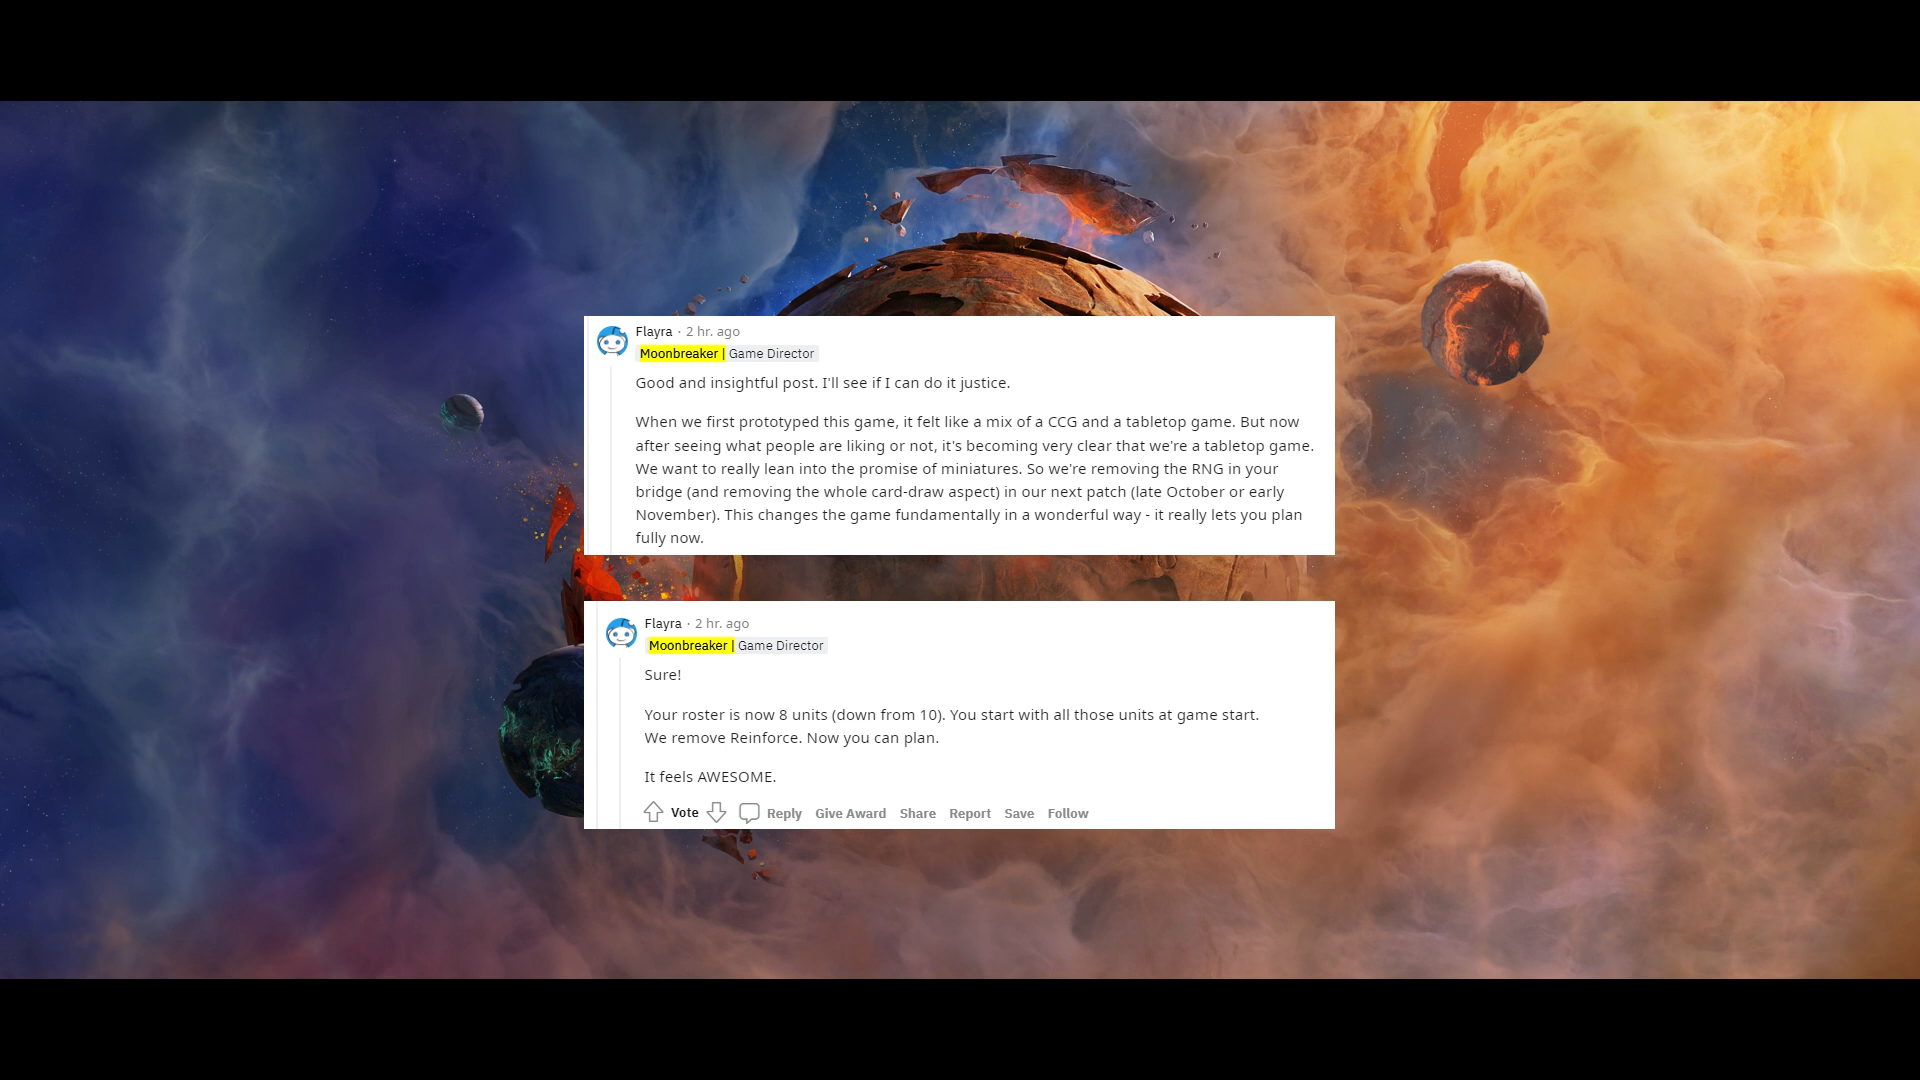 Flayra · 2 hr. ago
Moonbreaker | Game Director
Good and insightful post. I'll see if I can do it justice.
When we first prototyped this game, it felt like a mix of a CCG and a tabletop game. But now
after seeing what people are liking or not, it's becoming very clear that we're a tabletop game.
We want to really lean into the promise of miniatures. So we're removing the RNG in your
bridge (and removing the whole card-draw aspect) in our next patch (late October or early
November). This changes the game fundamentally in a wonderful way - it really lets you plan
fully now.
Flayra · 2 hr. ago
Moonbreaker | Game Director
Sure!
Your roster is now 8 units (down from 10). You start with all those units at game start.
We remove Reinforce. Now you can plan.
It feels AWESOME.
Vote Reply Give Award Share Report Save Follow